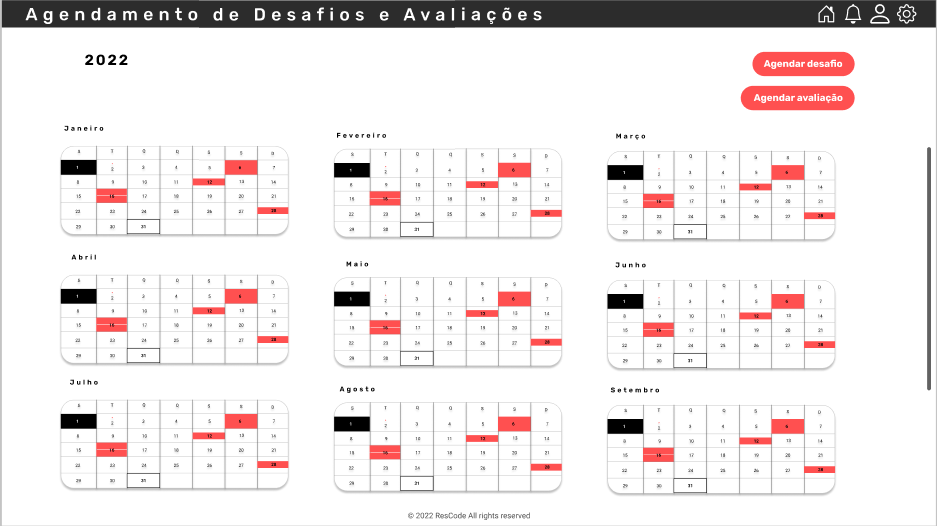 Agendamento de Desafios e Avaliações
2022
Agendar desafio
Agendar avaliação
Janeiro
S T Q Q S S D
1 2 3 4 5 6 7
8 9 10 11 12 13 14
15 16 17 18 19 20 21
22 23 24 25 26 27 28
29 30 31
Fevereiro
S T Q Q S S D
1 2 3 4 5 6 7
8 9 10 11 12 13 14
15 16 17 18 19 20 21
22 23 24 25 26 27 28
29 30 31
Março
S T Q Q S S D
1 2 3 4 5 6 7
8 9 10 11 12 13 14
15 16 17 18 19 20 21
22 23 24 25 26 27 28
29 30 31
Abril
S T Q Q S S D
1 2 3 4 5 6 7
8 9 10 11 12 13 14
15 16 17 18 19 20 21
22 23 24 25 26 27 28
29 30 31
Maio
S T Q Q S S D
1 2 3 4 5 6 7
8 9 10 11 12 13 14
15 16 17 18 19 20 21
22 23 24 25 26 27 28
29 30 31
Junho
S T Q Q S S D
1 2 3 4 5 6 7
8 9 10 11 12 13 14
15 16 17 18 19 20 21
22 23 24 25 26 27 28
29 30 31
Julho
S T Q Q S S D
1 2 3 4 5 6 7
8 9 10 11 12 13 14
15 16 17 18 19 20 21
22 23 24 25 26 27 28
29 30 31
Agosto
S T Q Q S S D
1 2 3 4 5 6 7
8 9 10 11 12 13 14
15 16 17 18 19 20 21
22 23 24 25 26 27 28
29 30 31
Setembro
S T Q Q S S D
1 2 3 4 5 6 7
8 9 10 11 12 13 14
15 16 17 18 19 20 21
22 23 24 25 26 27 28
29 30 31
© 2022 ResCode All rights reserved